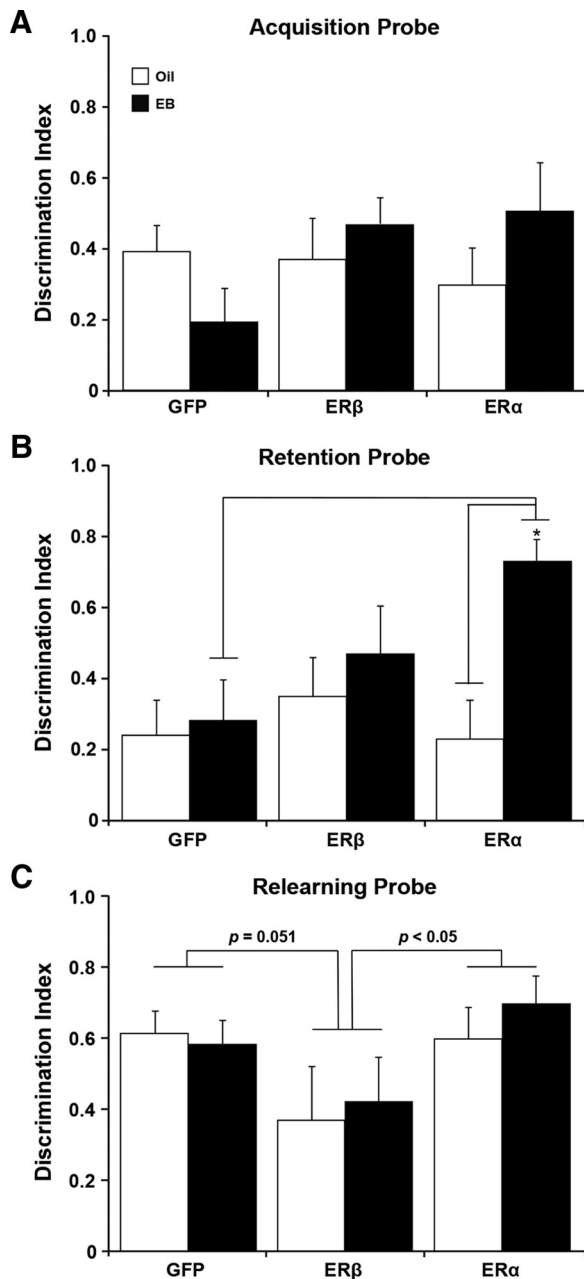 A
Acquisition Probe
Discrimination Index
1.0
0.8
0.6
0.4
0.2
0
Oil
EB
GFP ERβ ERα
B
Retention Probe
Discrimination Index
1.0
0.8
0.6
0.4
0.2
0
*
GFP ERβ ERα
C
Relearning Probe
Discrimination Index
1.0
0.8
0.6
0.4
0.2
0
p = 0.051 p < 0.05
GFP ERβ ERα